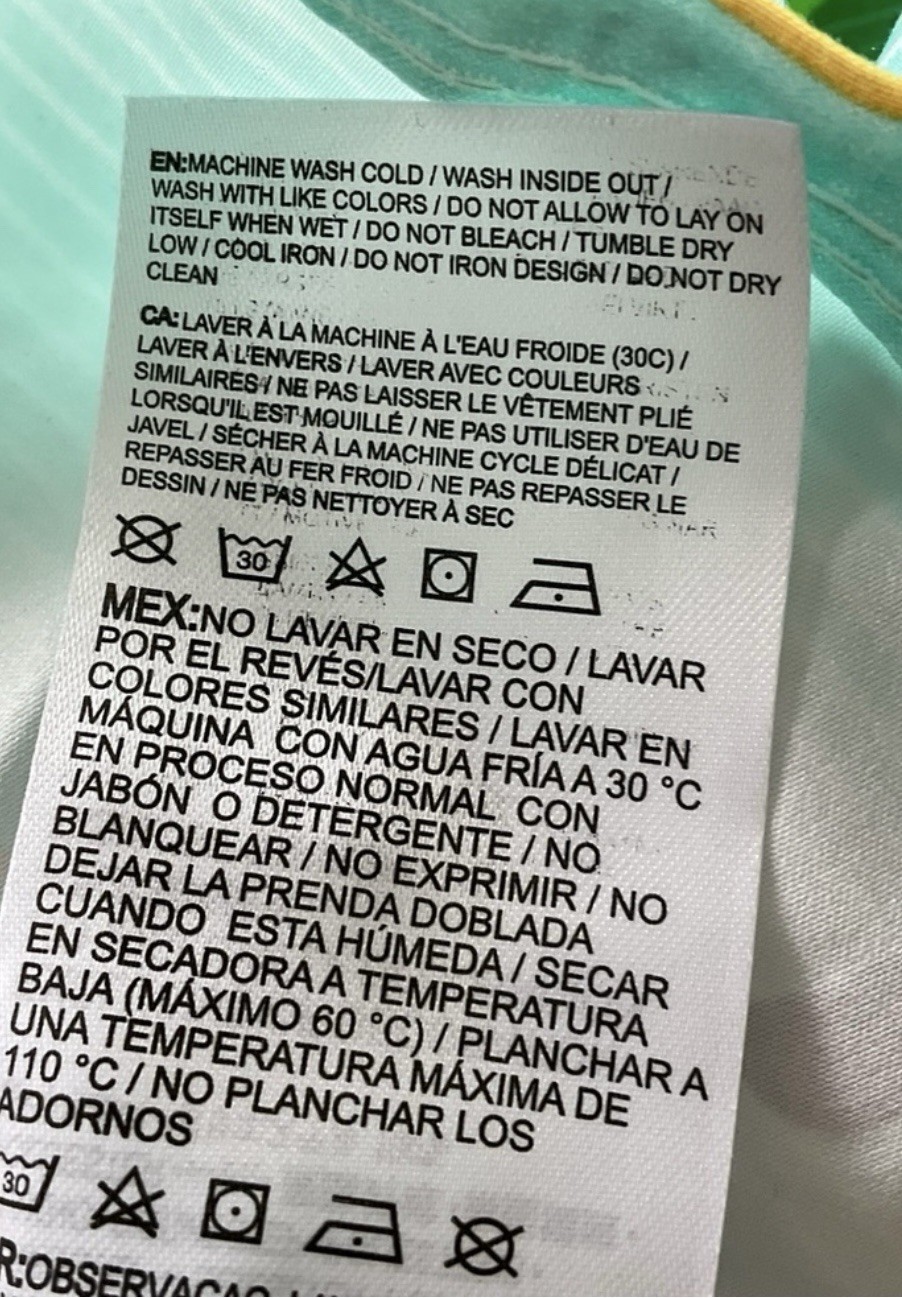 EN:MACHINE WASH COLD / WASH INSIDE OUT /
WASH WITH LIKE COLORS / DO NOT ALLOW TO LAY ON
ITSELF WHEN WET / DO NOT BLEACH / TUMBLE DRY
LOW / COOL IRON / DO NOT IRON DESIGN / DO NOT DRY
CLEAN
CA:LAVER À LA MACHINE À L'EAU FROIDE (30C) /
LAVER À L'ENVERS / LAVER AVEC COULEURS
SIMILAIRES / NE PAS LAISSER LE VÊTEMENT PLIÉ
LORSQU'IL EST MOUILLÉ / NE PAS UTILISER D'EAU DE
JAVEL / SÉCHER À LA MACHINE CYCLE DÉLICAT /
REPASSER AU FER FROID / NE PAS REPASSER LE
DESSIN / NE PAS NETTOYER À SEC
30
MEX:NO LAVAR EN SECO / LAVAR
POR EL REVÉS/LAVAR CON
COLORES SIMILARES / LAVAR EN
MÁQUINA CON AGUA FRÍA A 30 °C
EN PROCESO NORMAL CON
JABÓN O DETERGENTE / NO
BLANQUEAR / NO EXPRIMIR / NO
DEJAR LA PRENDA DOBLADA
CUANDO ESTA HÚMEDA / SECAR
EN SECADORA A TEMPERATURA
BAJA (MÁXIMO 60 °C) / PLANCHAR A
UNA TEMPERATURA MÁXIMA DE
110 °C / NO PLANCHAR LOS
ADORNOS
30
R:OBSERVAÇAO